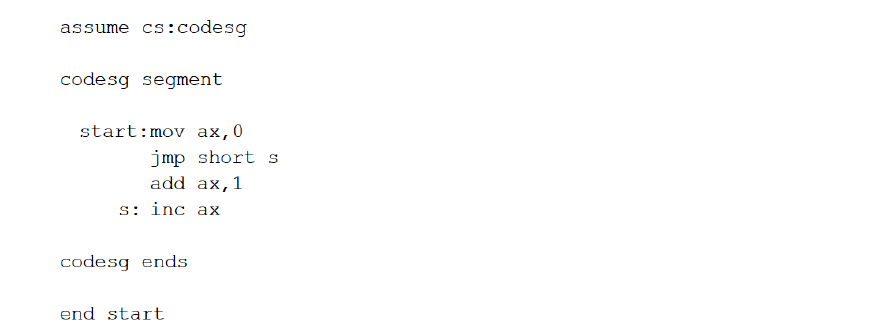 assume cs:codesg
codesg segment
start:mov ax,0
jmp short s
add ax,1
s: inc ax
codesg ends
end start